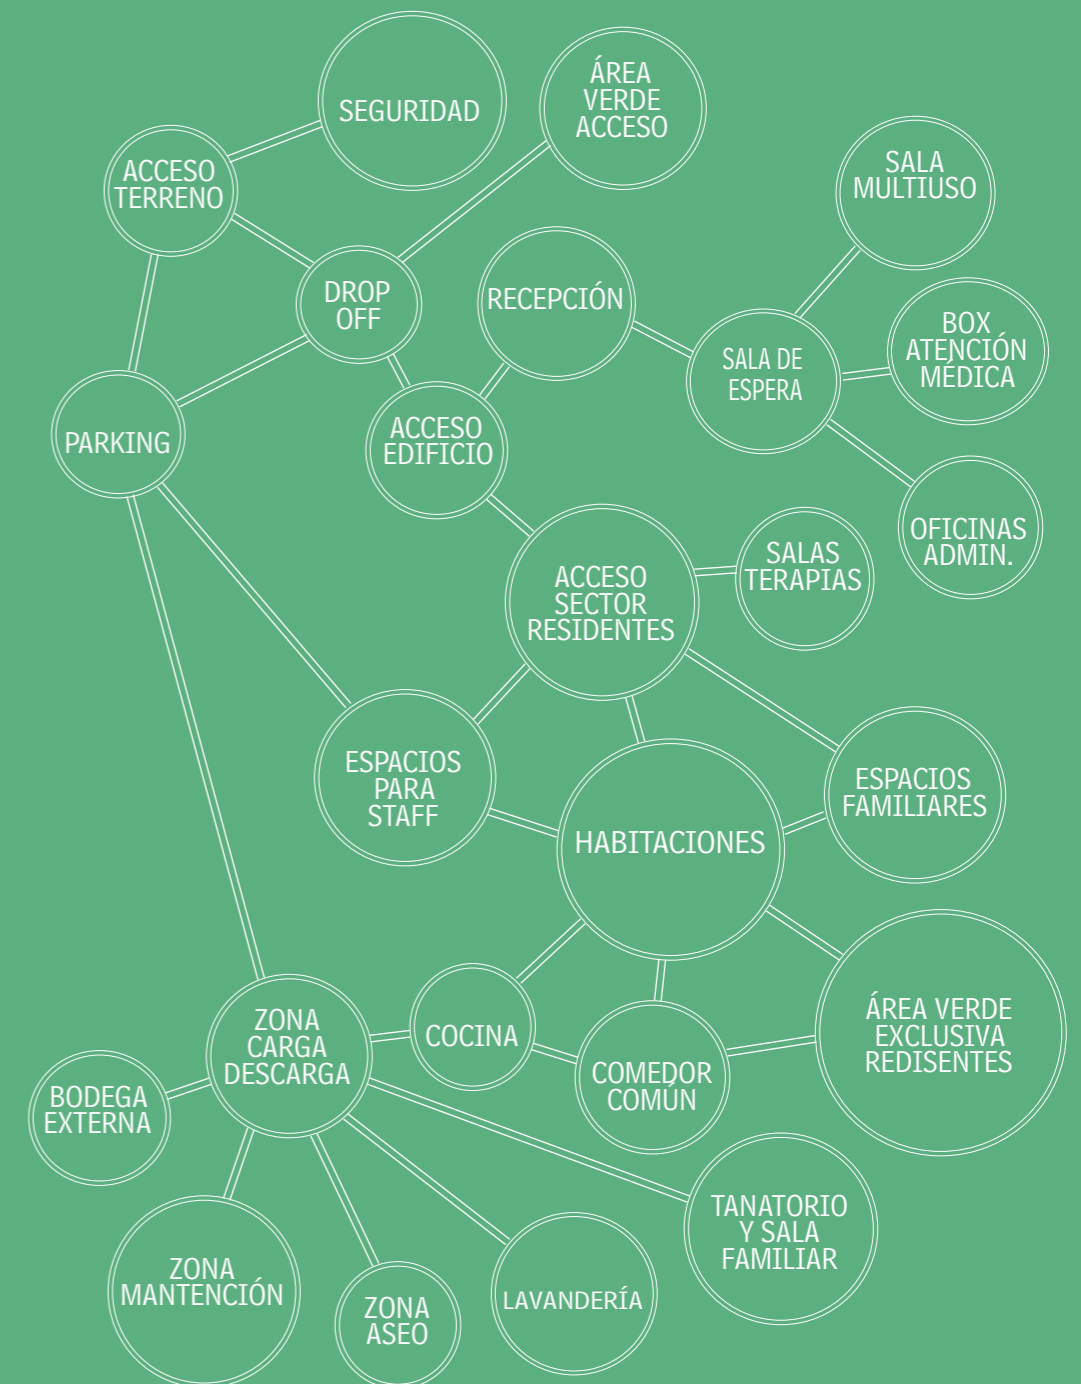 SEGURIDAD
ÁREA
VERDE
ACCESO
ACCESO
TERRENO
SALA
MULTIUSO
DROP
OFF
RECEPCIÓN
BOX
ATENCIÓN
MÉDICA
SALA DE
ESPERA
PARKING
ACCESO
EDIFICIO
OFICINAS
ADMIN.
SALAS
TERAPIAS
ACCESO
SECTOR
RESIDENTES
ESPACIOS
PARA
STAFF
ESPACIOS
FAMILIARES
HABITACIONES
ZONA
CARGA
DESCARGA
COCINA
ÁREA VERDE
EXCLUSIVA
REDISENTES
COMEDOR
COMÚN
BODEGA
EXTERNA
TANATORIO
Y SALA
FAMILIAR
ZONA
MANTENCIÓN
ZONA
ASEO
LAVANDERÍA